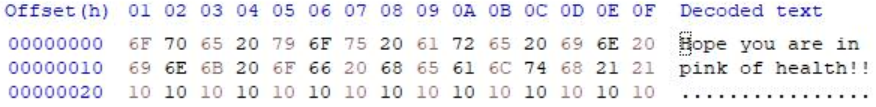 Offset(h) 01 02 03 04 05 06 07 08 09 0A 0B 0C 0D 0E 0F Decoded text
00000000 6F 70 65 20 79 6F 75 20 61 72 65 20 69 6E 20 Hope you are in
00000010 69 6E 6B 20 6F 66 20 68 65 61 6C 74 68 21 21 pink of health!!
00000020 10 10 10 10 10 10 10 10 10 10 10 10 10 10 10 ................